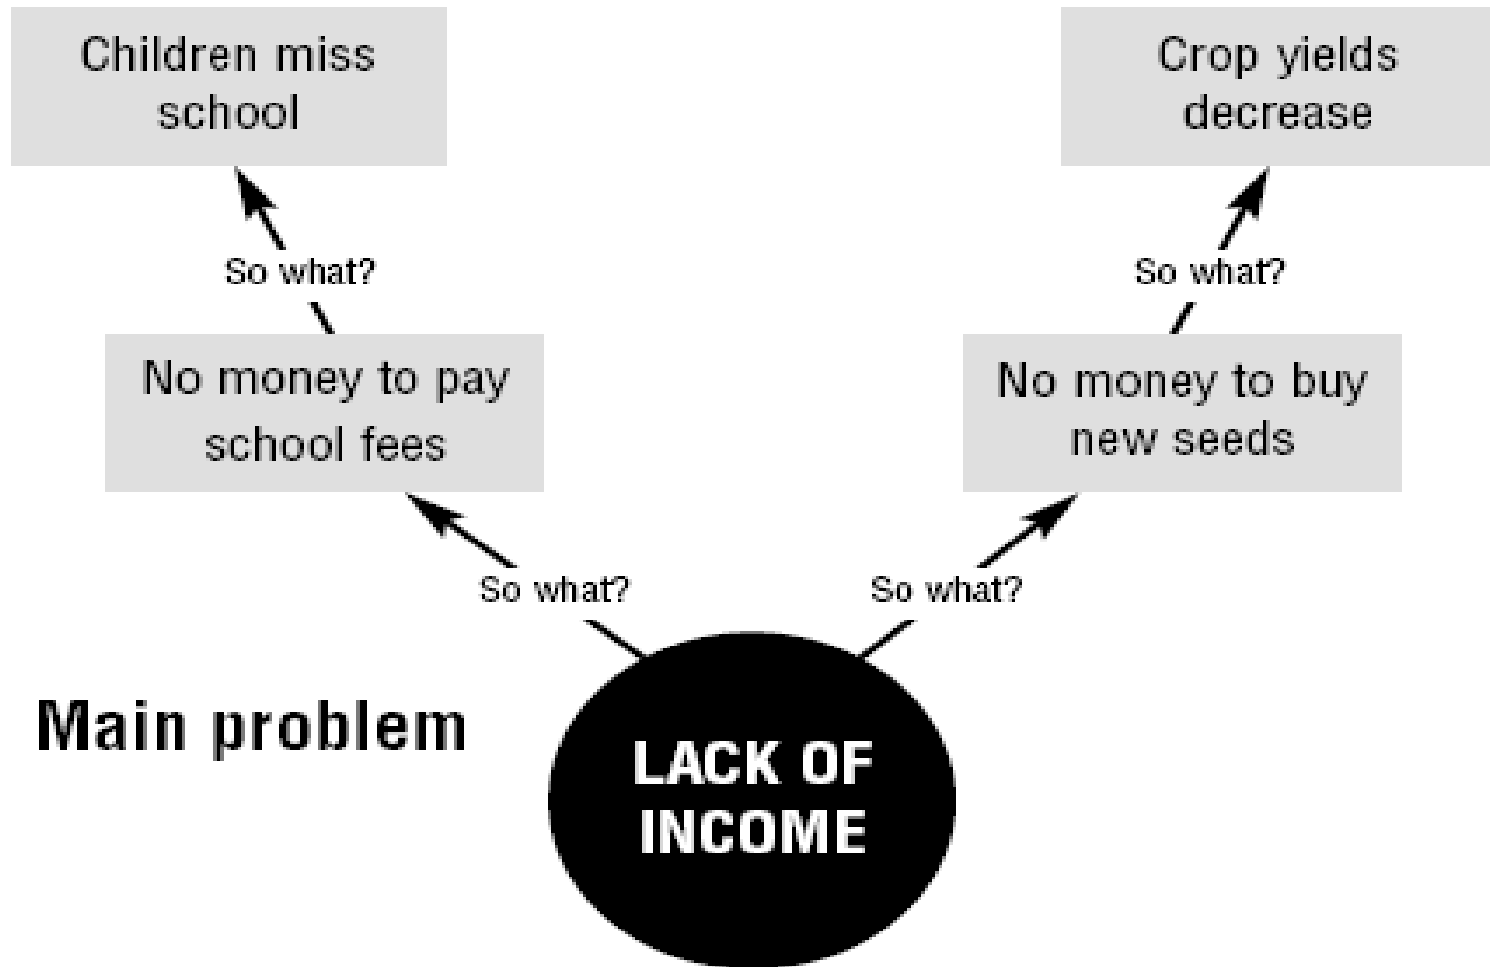 Children miss
school
Crop yields
decrease
So what?
So what?
No money to pay
school fees
No money to buy
new seeds
So what?
So what?
Main problem
LACK OF
INCOME